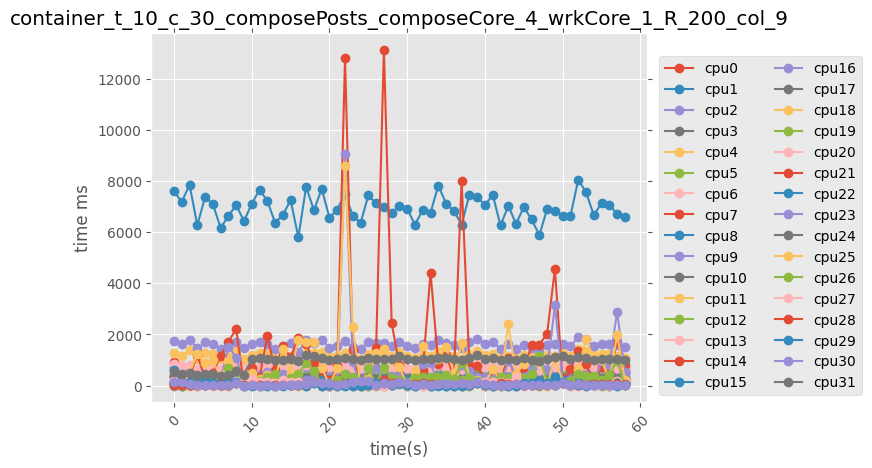 container_t_10_c_30_composePosts_composeCore_4_wrkCore_1_R_200_col_9
time ms
12000
10000
8000
6000
4000
2000
0
0
10
20
30
40
50
60
time(s)
cpu0
cpu1
cpu2
cpu3
cpu4
cpu5
cpu6
cpu7
cpu8
cpu9
cpu10
cpu11
cpu12
cpu13
cpu14
cpu15
cpu16
cpu17
cpu18
cpu19
cpu20
cpu21
cpu22
cpu23
cpu24
cpu25
cpu26
cpu27
cpu28
cpu29
cpu30
cpu31